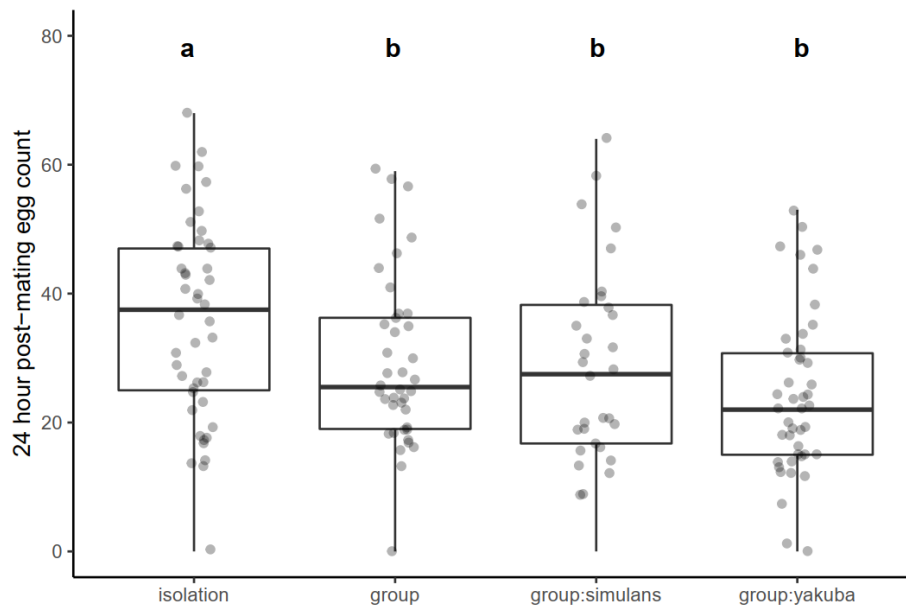 80
a b b b
60
40
20
0
24 hour post-mating egg count
isolation group group:simulans group:yakuba